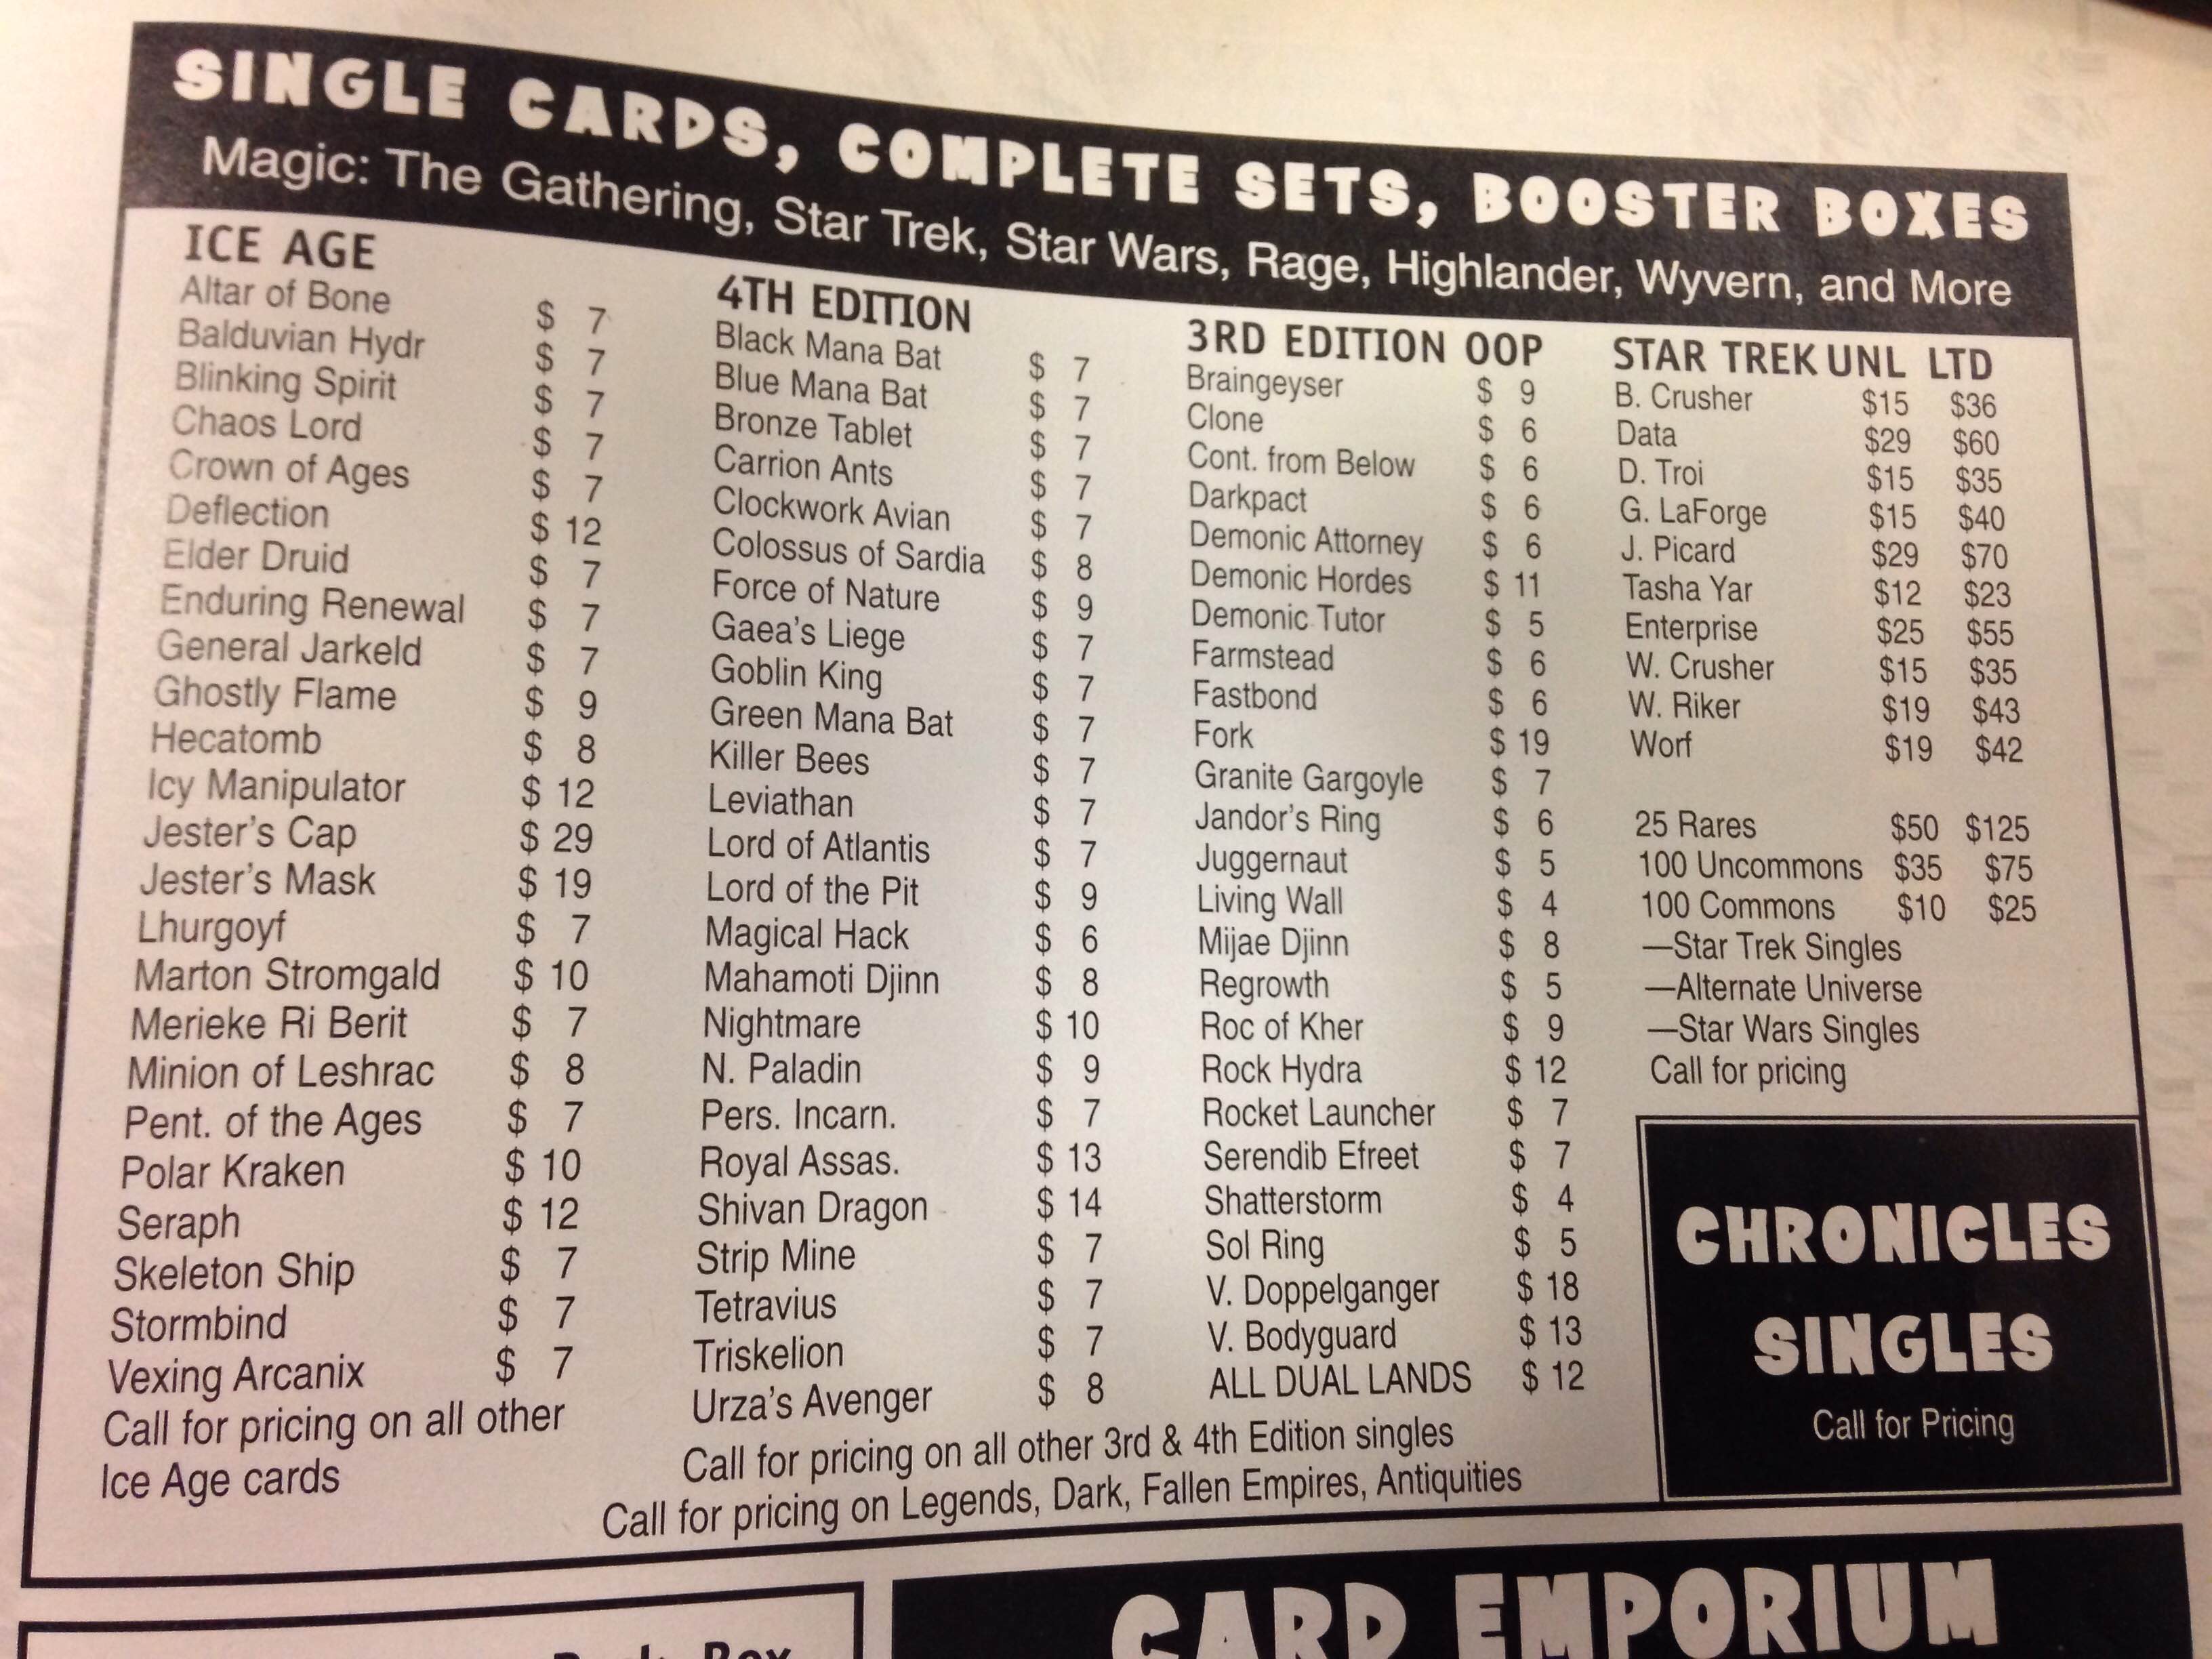 SINGLE CARDS, COMPLETE SETS, BOOSTER BOXES
Magic: The Gathering, Star Trek, Star Wars, Rage, Highlander, Wyvern, and More
ICE AGE
Altar of Bone $ 7
Balduvian Hydr $ 7
Blinking Spirit $ 7
Chaos Lord $ 7
Crown of Ages $ 7
Deflection $ 12
Elder Druid $ 7
Enduring Renewal $ 7
General Jarkeld $ 7
Ghostly Flame $ 9
Hecatomb $ 8
Icy Manipulator $ 12
Jester's Cap $ 29
Jester's Mask $ 19
Lhurgoyf $ 7
Marton Stromgald $ 10
Merieke Ri Berit $ 7
Minion of Leshrac $ 8
Pent. of the Ages $ 7
Polar Kraken $ 10
Seraph $ 12
Skeleton Ship $ 7
Stormbind $ 7
Vexing Arcanix $ 7
Call for pricing on all other
Ice Age cards
4TH EDITION
Black Mana Bat $ 7
Blue Mana Bat $ 7
Bronze Tablet $ 7
Carrion Ants $ 7
Clockwork Avian $ 7
Colossus of Sardia $ 8
Force of Nature $ 9
Gaea's Liege $ 7
Goblin King $ 7
Green Mana Bat $ 7
Killer Bees $ 7
Leviathan $ 7
Lord of Atlantis $ 7
Lord of the Pit $ 9
Magical Hack $ 6
Mahamoti Djinn $ 8
Nightmare $ 10
N. Paladin $ 9
Pers. Incarn. $ 7
Royal Assas. $ 13
Shivan Dragon $ 14
Strip Mine $ 7
Tetravius $ 7
Triskelion $ 7
Urza's Avenger $ 8
3RD EDITION OOP
Braingeyser $ 9
Clone $ 6
Cont. from Below $ 6
Darkpact $ 6
Demonic Attorney $ 6
Demonic Hordes $ 11
Demonic Tutor $ 5
Farmstead $ 6
Fastbond $ 6
Fork $ 19
Granite Gargoyle $ 7
Jandor's Ring $ 6
Juggernaut $ 5
Living Wall $ 4
Mijae Djinn $ 8
Regrowth $ 5
Roc of Kher $ 9
Rock Hydra $ 12
Rocket Launcher $ 7
Serendib Efreet $ 7
Shatterstorm $ 4
Sol Ring $ 5
V. Doppelganger $ 18
V. Bodyguard $ 13
ALL DUAL LANDS $ 12
Call for pricing on all other 3rd & 4th Edition singles
Call for pricing on Legends, Dark, Fallen Empires, Antiquities
STAR TREK UNL LTD
B. Crusher $15 $36
Data $29 $60
D. Troi $15 $35
G. LaForge $15 $40
J. Picard $29 $70
Tasha Yar $12 $23
Enterprise $25 $55
W. Crusher $15 $35
W. Riker $19 $43
Worf $19 $42
25 Rares $50 $125
100 Uncommons $35 $75
100 Commons $10 $25
—Star Trek Singles
—Alternate Universe
—Star Wars Singles
Call for pricing
CHRONICLES
SINGLES
Call for Pricing
CARD EMPORIUM